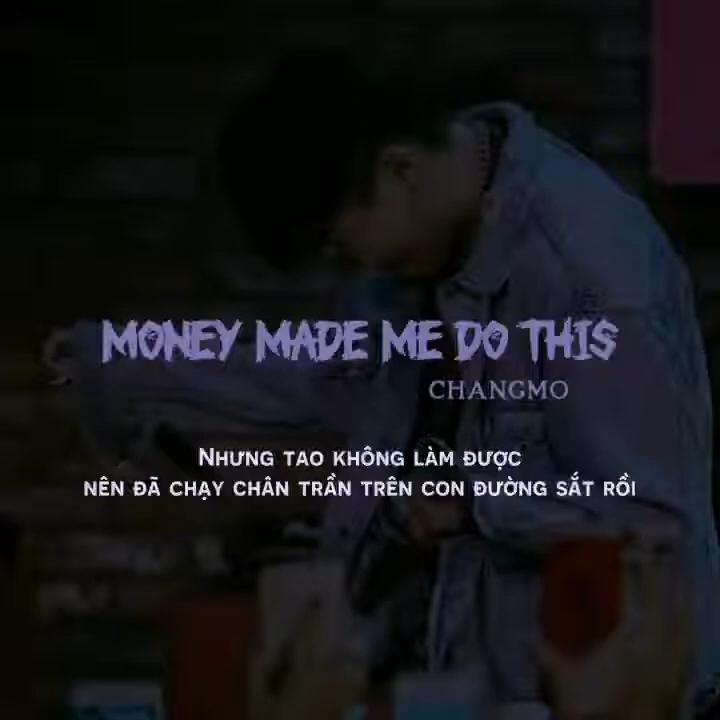 MONEY MADE ME DO THIS
CHANGMO
NHƯNG TAO KHÔNG LÀM ĐƯỢC
NÊN ĐÃ CHẠY CHÂN TRẦN TRÊN CON ĐƯỜNG SẮT RỒI